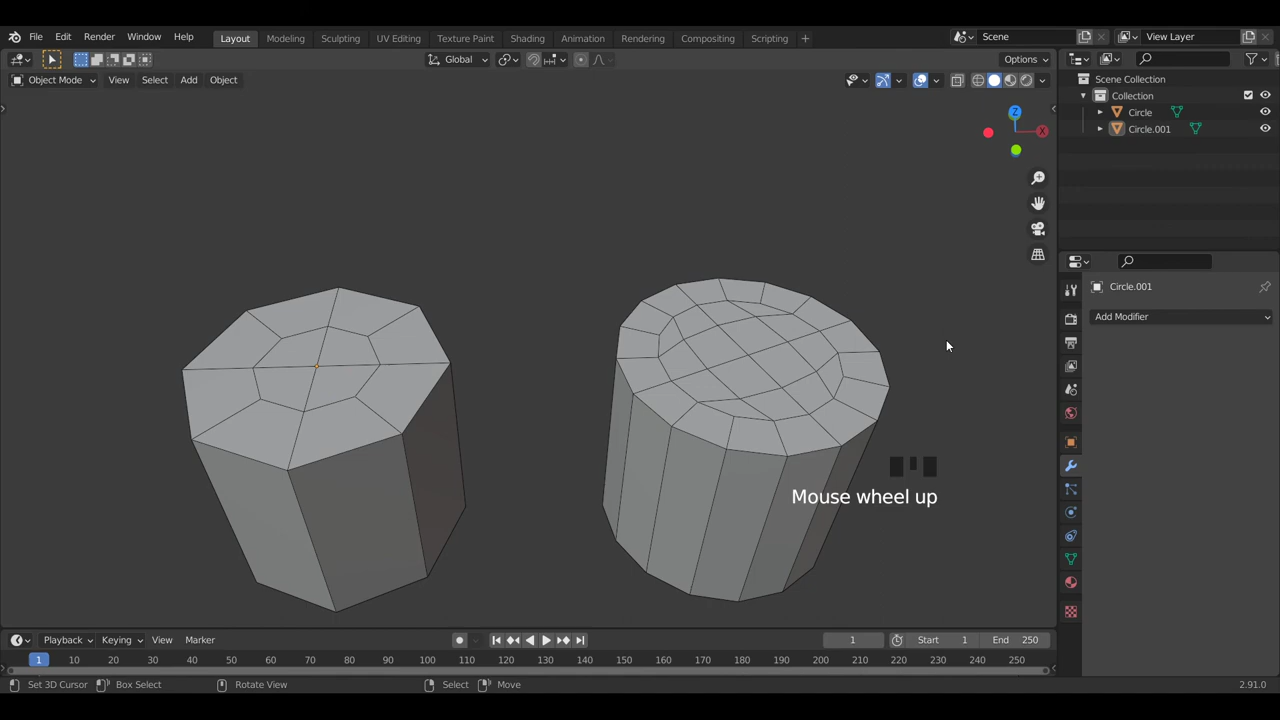 File Edit Render Window Help Layout Modeling Sculpting UV Editing Texture Paint Shading Animation Rendering Compositing Scripting + Scene View Layer
Global Options
Object Mode View Select Add Object Scene Collection
Collection
Circle
Circle.001
Z
X
Circle.001
Add Modifier
Mouse wheel up
Playback Keying View Marker 1 Start 1 End 250
1 10 20 30 40 50 60 70 80 90 100 110 120 130 140 150 160 170 180 190 200 210 220 230 240 250
Set 3D Cursor Box Select Rotate View Select Move 2.91.0